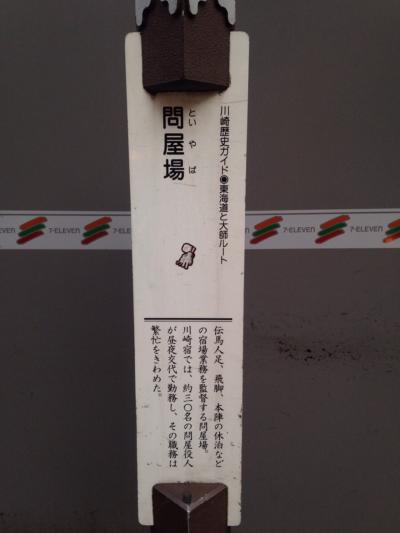 川崎歴史ガイド●東海道と大師ルート
といやば
問屋場
伝馬人足、飛脚、本陣の休泊など
の宿場業務を監督する問屋場。
川崎宿では、約三〇名の問屋役人
が昼夜交代で勤務し、その職務は
繁忙をきわめた。
7-ELEVEN
7-ELEVEN
7-ELEVEN
7-ELEVEN
7-ELEVEN